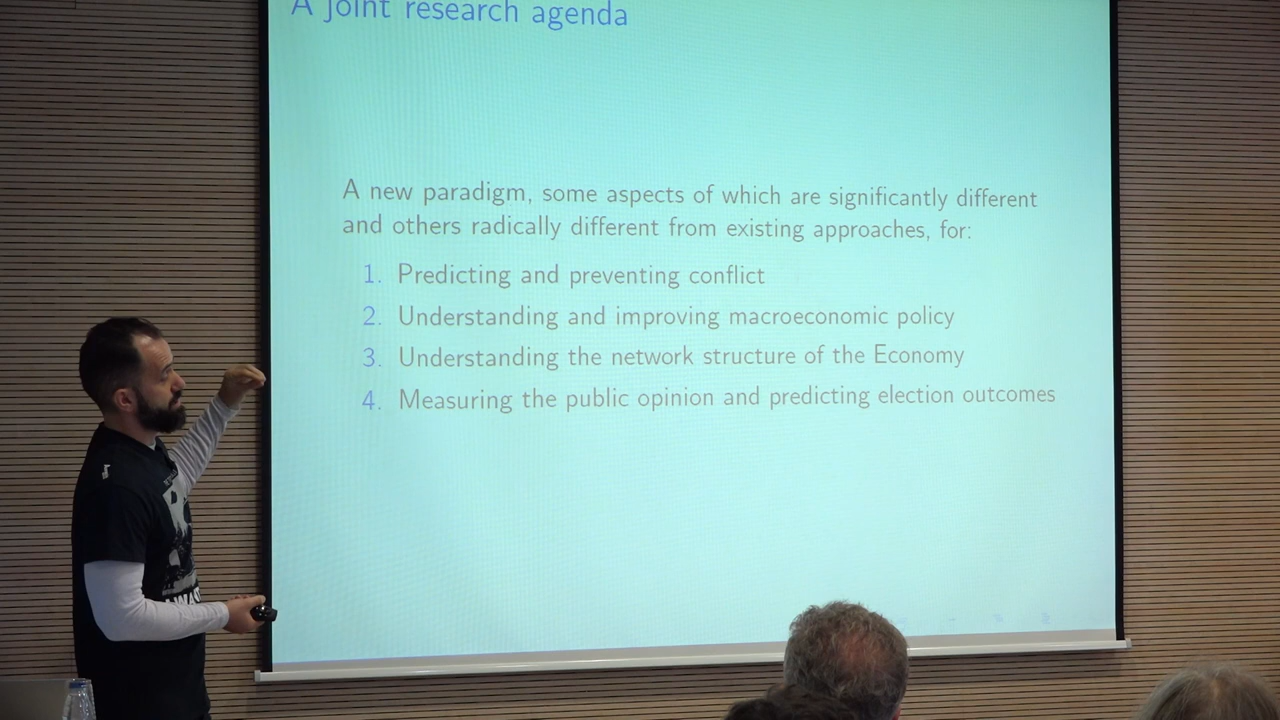 A joint research agenda
A new paradigm, some aspects of which are significantly different
and others radically different from existing approaches, for:
1. Predicting and preventing conflict
2. Understanding and improving macroeconomic policy
3. Understanding the network structure of the Economy
4. Measuring the public opinion and predicting election outcomes